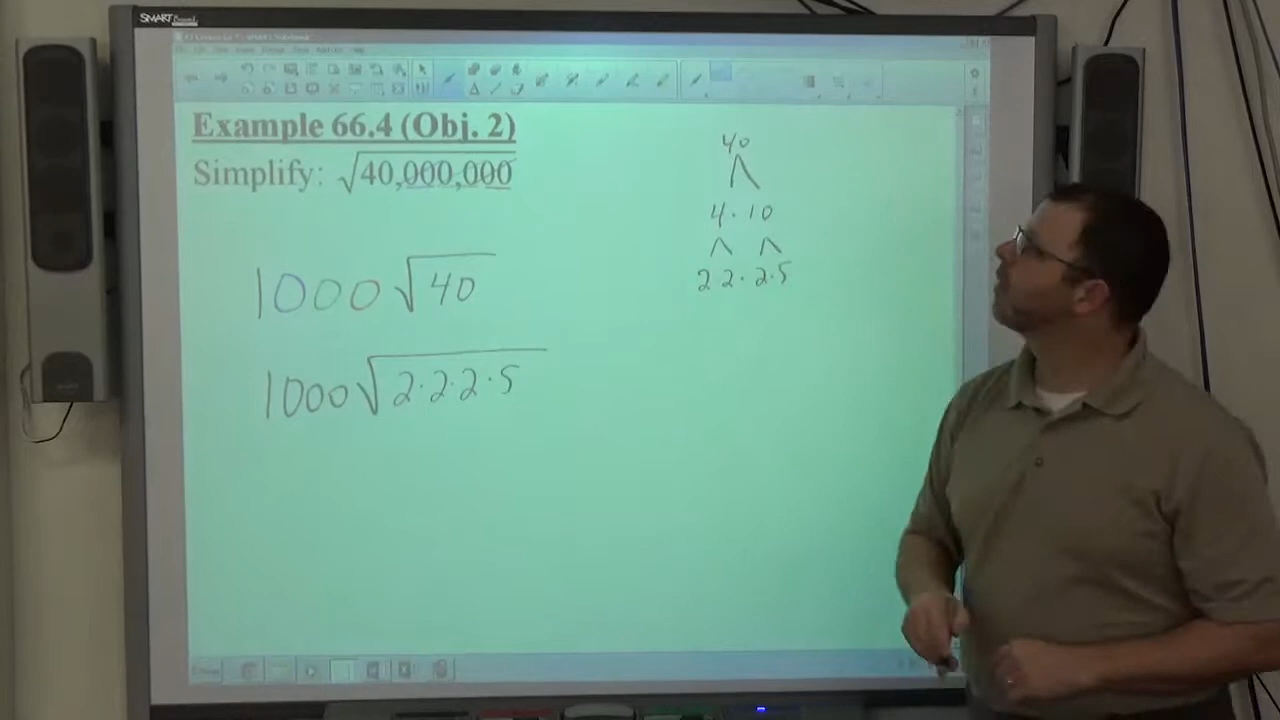 SMART Board
Example 66.4 (Obj. 2)
Simplify: √40,000,000
1000√40
1000√2·2·2·5
40
4·10
2 2·2·5